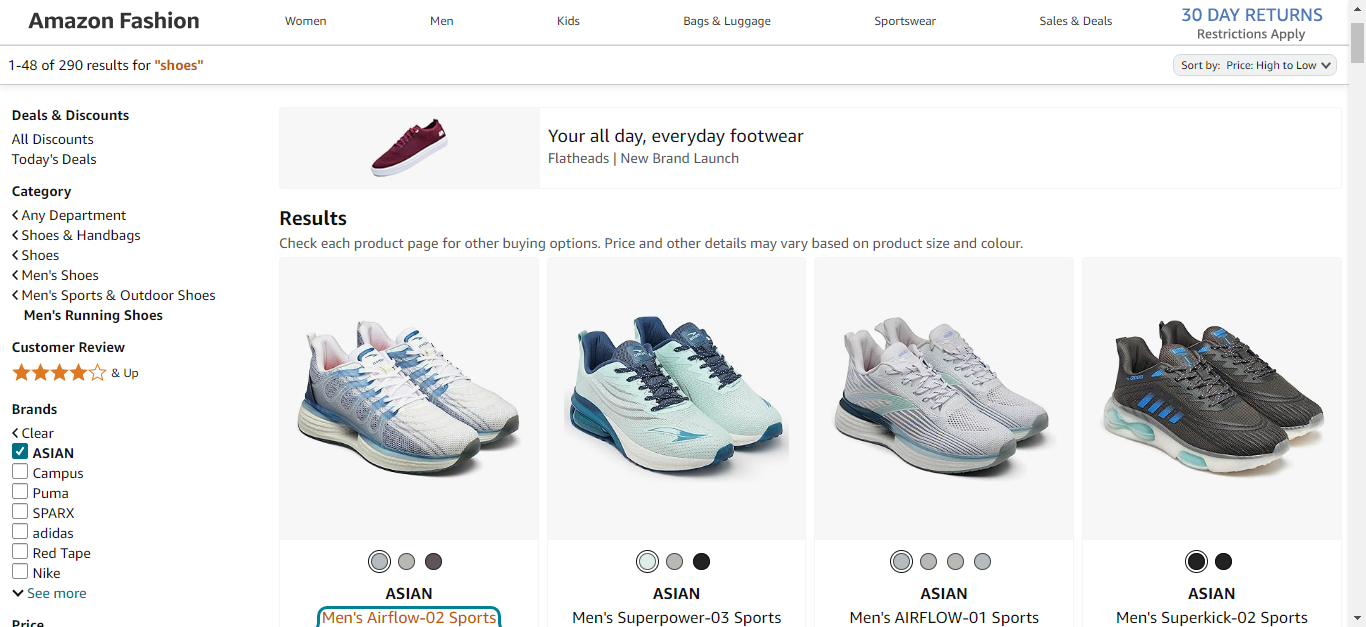 Amazon Fashion
Women
Men
Kids
Bags & Luggage
Sportswear
Sales & Deals
30 DAY RETURNS
Restrictions Apply
1-48 of 290 results for "shoes"
Sort by: Price: High to Low
Deals & Discounts
All Discounts
Today's Deals
Category
Any Department
Shoes & Handbags
Shoes
Men's Shoes
Men's Sports & Outdoor Shoes
Men's Running Shoes
Customer Review
& Up
Brands
Clear
ASIAN
Campus
Puma
SPARX
adidas
Red Tape
Nike
See more
Price
Your all day, everyday footwear
Flatheads | New Brand Launch
Results
Check each product page for other buying options. Price and other details may vary based on product size and colour.
ASIAN
Men's Airflow-02 Sports
ASIAN
Men's Superpower-03 Sports
ASIAN
Men's AIRFLOW-01 Sports
ASIAN
Men's Superkick-02 Sports